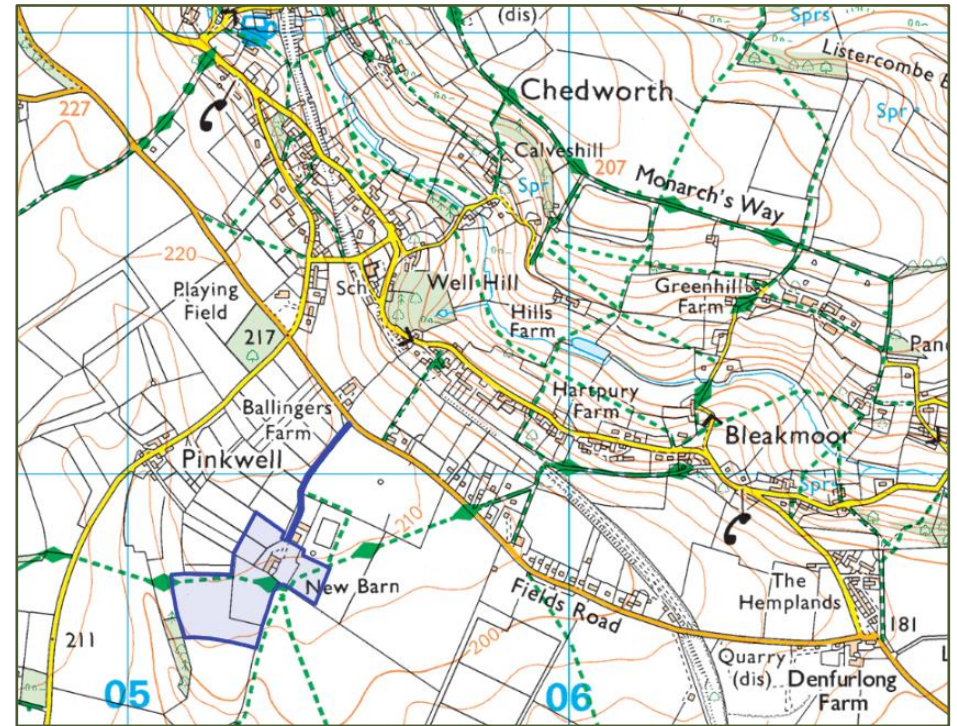 (dis)
Sprs
Listercombe
227
Chedworth
Spr
Calveshill
207
Spr
Monarch's Way
220
Playing
Field
Sch
Well Hill
Greenhills
Farm
Hills
Farm
217
Ballingers
Farm
Hartpury
Farm
Pinkwell
Bleakmoor
Sprs
210
New Barn
Fields Road
The
Hemplands
211
200
181
Quarry
(dis)
Denfurlong
Farm
05
06